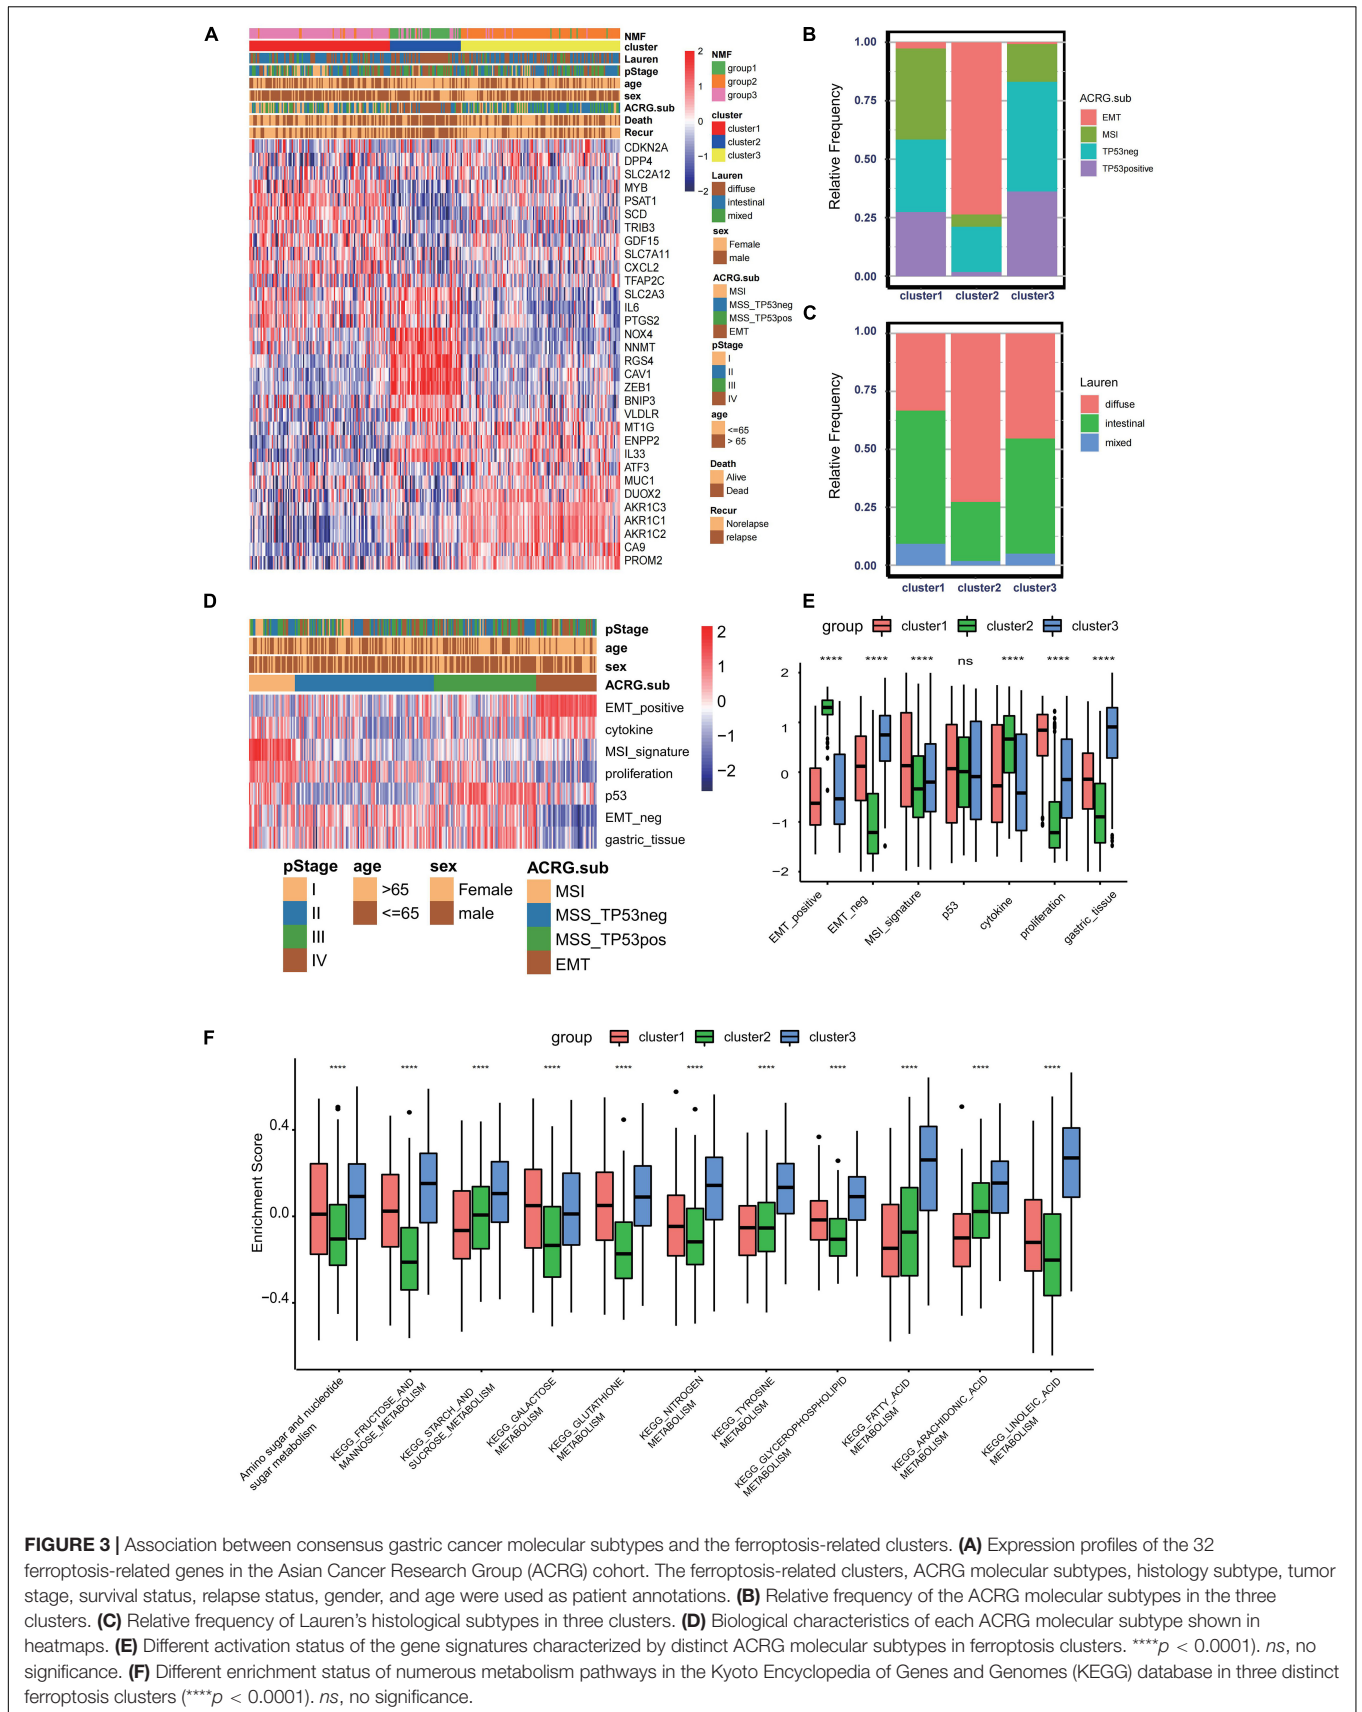 A
NMF
cluster
Lauren
pStage
age
sex
ACRG.sub
Death
Recur
CDKN2A
DPP4
SLC2A12
MYB
PSAT1
SCD
TRIB3
GDF15
SLC7A11
CXCL2
TFAP2C
SLC2A3
IL6
PTGS2
NOX4
NNMT
RGS4
CAV1
ZEB1
BNIP3
VLDLR
MT1G
ENPP2
IL33
ATF3
MUC1
DUOX2
AKR1C3
AKR1C1
AKR1C2
CA9
PROM2
2
1
0
−1
−2
NMF
group1
group2
group3
cluster
cluster1
cluster2
cluster3
Lauren
diffuse
intestinal
mixed
sex
Female
male
ACRG.sub
MSI
MSS_TP53neg
MSS_TP53pos
EMT
pStage
I
II
III
IV
age
<=65
> 65
Death
Alive
Dead
Recur
Norelapse
relapse
B
Relative Frequency
1.00
0.75
0.50
0.25
0.00
cluster1 cluster2 cluster3
ACRG.sub
EMT
MSI
TP53neg
TP53positive
C
Relative Frequency
1.00
0.75
0.50
0.25
0.00
cluster1 cluster2 cluster3
Lauren
diffuse
intestinal
mixed
D
pStage
age
sex
ACRG.sub
EMT_positive
cytokine
MSI_signature
proliferation
p53
EMT_neg
gastric_tissue
2
1
0
−1
−2
pStage
I
II
III
IV
age
>65
<=65
sex
Female
male
ACRG.sub
MSI
MSS_TP53neg
MSS_TP53pos
EMT
E
group cluster1 cluster2 cluster3
**** **** **** ns **** **** ****
2
1
0
−1
−2
EMT_positive
EMT_neg
MSI_signature
p53
cytokine
proliferation
gastric_tissue
F
group cluster1 cluster2 cluster3
**** **** **** **** **** **** **** **** **** **** ****
Enrichment Score
0.4
0.0
−0.4
Amino sugar and nucleotide
sugar metabolism
KEGG_FRUCTOSE_AND
MANNOSE_METABOLISM
KEGG_STARCH_AND
SUCROSE_METABOLISM
KEGG_GALACTOSE
METABOLISM
KEGG_GLUTATHIONE
METABOLISM
KEGG_NITROGEN
METABOLISM
KEGG_TYROSINE
METABOLISM
KEGG_GLYCEROPHOSPHOLIPID
METABOLISM
KEGG_FATTY_ACID
METABOLISM
KEGG_ARACHIDONIC_ACID
METABOLISM
KEGG_LINOLEIC_ACID
METABOLISM
FIGURE 3 | Association between consensus gastric cancer molecular subtypes and the ferroptosis-related clusters. (A) Expression profiles of the 32
ferroptosis-related genes in the Asian Cancer Research Group (ACRG) cohort. The ferroptosis-related clusters, ACRG molecular subtypes, histology subtype, tumor
stage, survival status, relapse status, gender, and age were used as patient annotations. (B) Relative frequency of the ACRG molecular subtypes in the three
clusters. (C) Relative frequency of Lauren's histological subtypes in three clusters. (D) Biological characteristics of each ACRG molecular subtype shown in
heatmaps. (E) Different activation status of the gene signatures characterized by distinct ACRG molecular subtypes in ferroptosis clusters. ****p < 0.0001). ns, no
significance. (F) Different enrichment status of numerous metabolism pathways in the Kyoto Encyclopedia of Genes and Genomes (KEGG) database in three distinct
ferroptosis clusters (****p < 0.0001). ns, no significance.